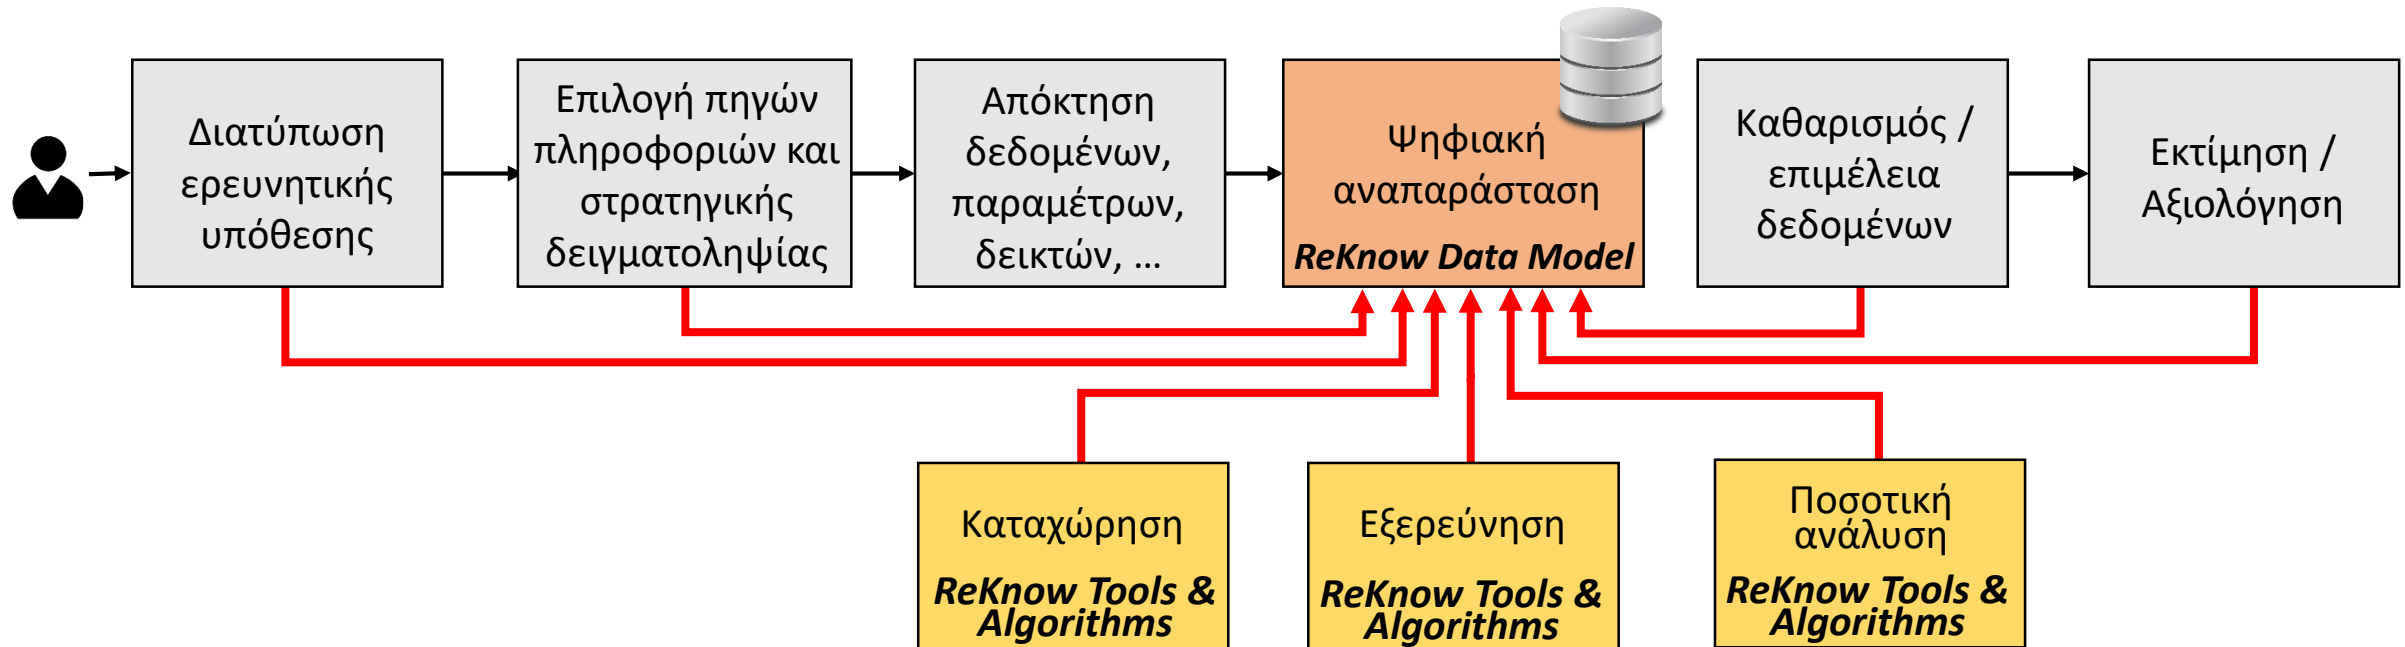 Διατύπωση
ερευνητικής
υπόθεσης
Επιλογή πηγών
πληροφοριών και
στρατηγικής
δειγματοληψίας
Απόκτηση
δεδομένων,
παραμέτρων,
δεικτών, ...
Ψηφιακή
αναπαράσταση
ReKnow Data Model
Καθαρισμός /
επιμέλεια
δεδομένων
Εκτίμηση /
Αξιολόγηση
Καταχώρηση
ReKnow Tools &
Algorithms
Εξερεύνηση
ReKnow Tools &
Algorithms
Ποσοτική
ανάλυση
ReKnow Tools &
Algorithms